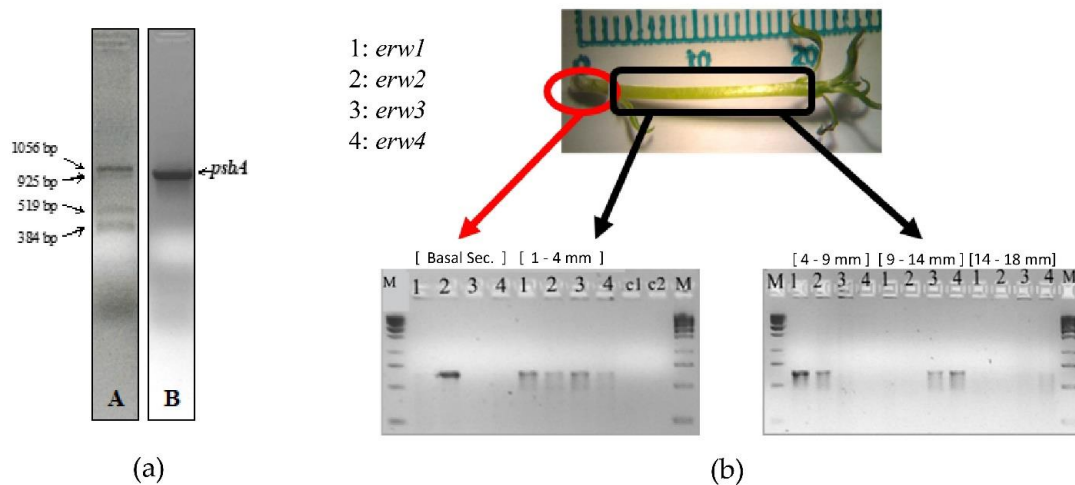 1056 bp
925 bp
519 bp
384 bp
psbA
A B
(a)
1: erw1
2: erw2
3: erw3
4: erw4
0 10 20
[ Basal Sec. ] [ 1 - 4 mm ]
M 1 2 3 4 1 2 3 4 c1 c2 M
[ 4 - 9 mm ] [ 9 - 14 mm ] [14 - 18 mm]
M 1 2 3 4 1 2 3 4 1 2 3 4 M
(b)